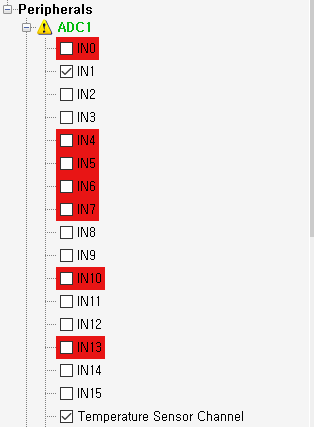 Peripherals
ADC1
IN0
IN1
IN2
IN3
IN4
IN5
IN6
IN7
IN8
IN9
IN10
IN11
IN12
IN13
IN14
IN15
Temperature Sensor Channel